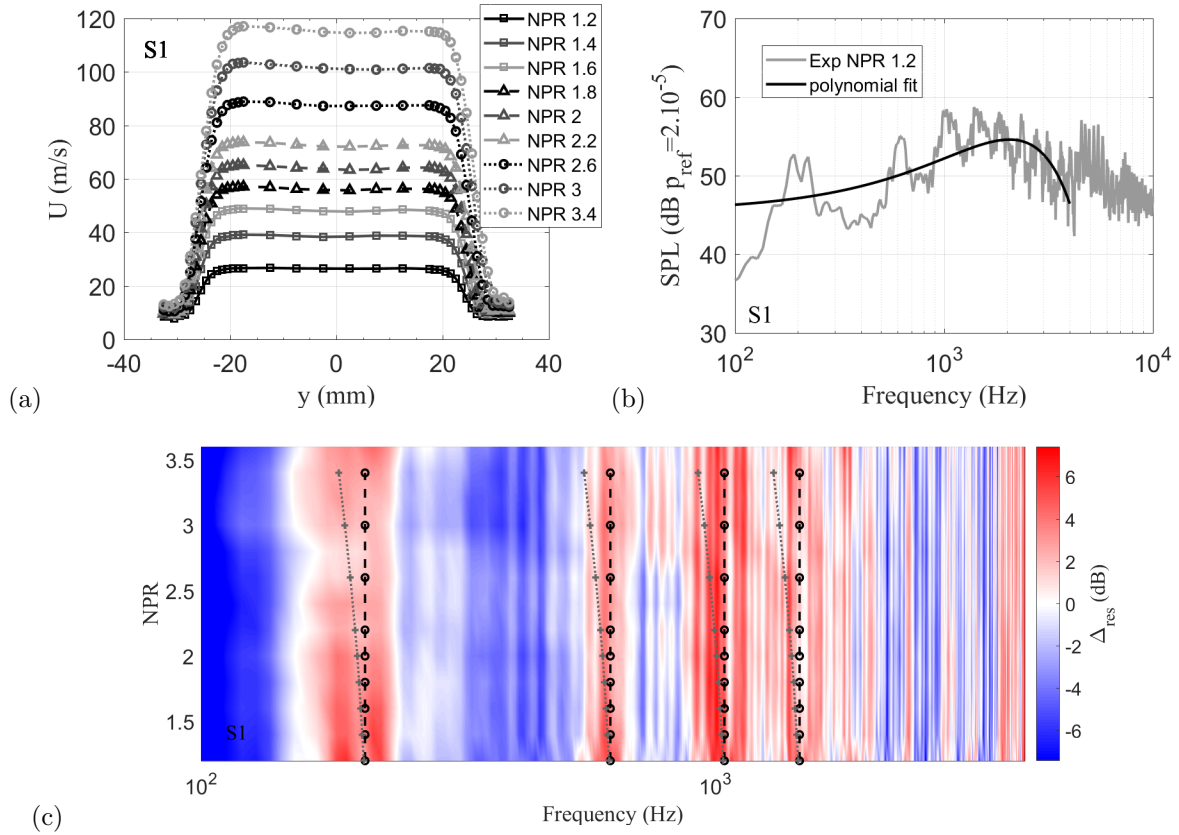 S1
U (m/s)
120
100
80
60
40
20
0
-40
-20
0
20
40
y (mm)
NPR 1.2
NPR 1.4
NPR 1.6
NPR 1.8
NPR 2
NPR 2.2
NPR 2.6
NPR 3
NPR 3.4
(a)
SPL (dB p_ref=2.10^-5)
70
60
50
40
30
Exp NPR 1.2
polynomial fit
S1
10^2
10^3
10^4
Frequency (Hz)
(b)
NPR
3.5
3
2.5
2
1.5
S1
10^2
10^3
Frequency (Hz)
6
4
2
0
-2
-4
-6
Δ_res (dB)
(c)